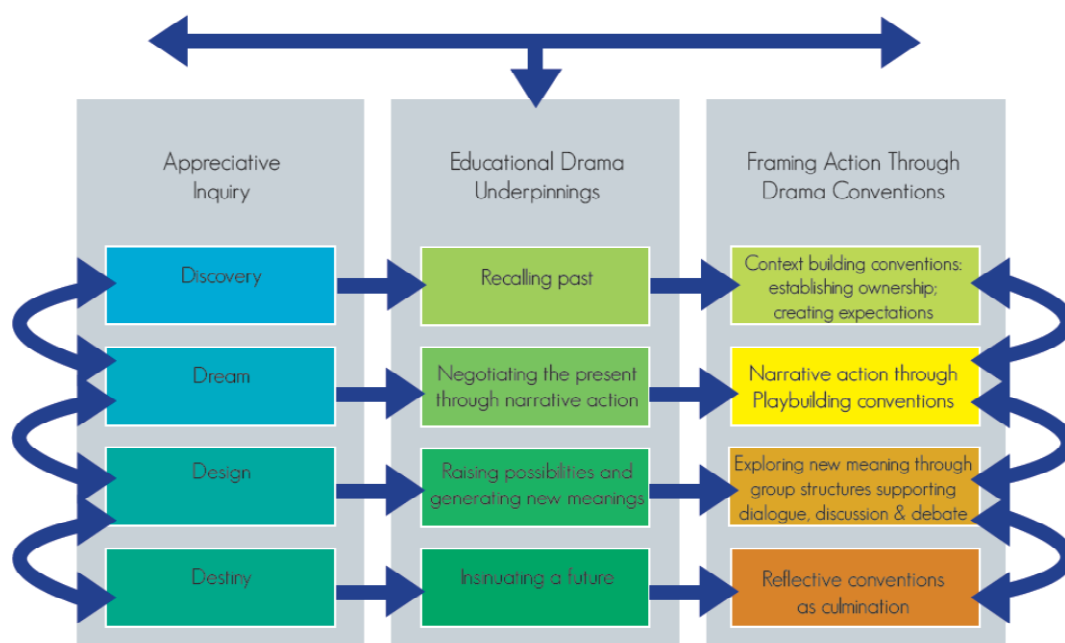 Appreciative
Inquiry
Educational Drama
Underpinnings
Framing Action Through
Drama Conventions
Discovery
Recalling past
Context building conventions:
establishing ownership;
creating expectations
Dream
Negotiating the present
through narrative action
Narrative action through
Playbuilding conventions
Design
Raising possibilities and
generating new meanings
Exploring new meaning through
group structures supporting
dialogue, discussion & debate
Destiny
Insinuating a future
Reflective conventions
as culmination